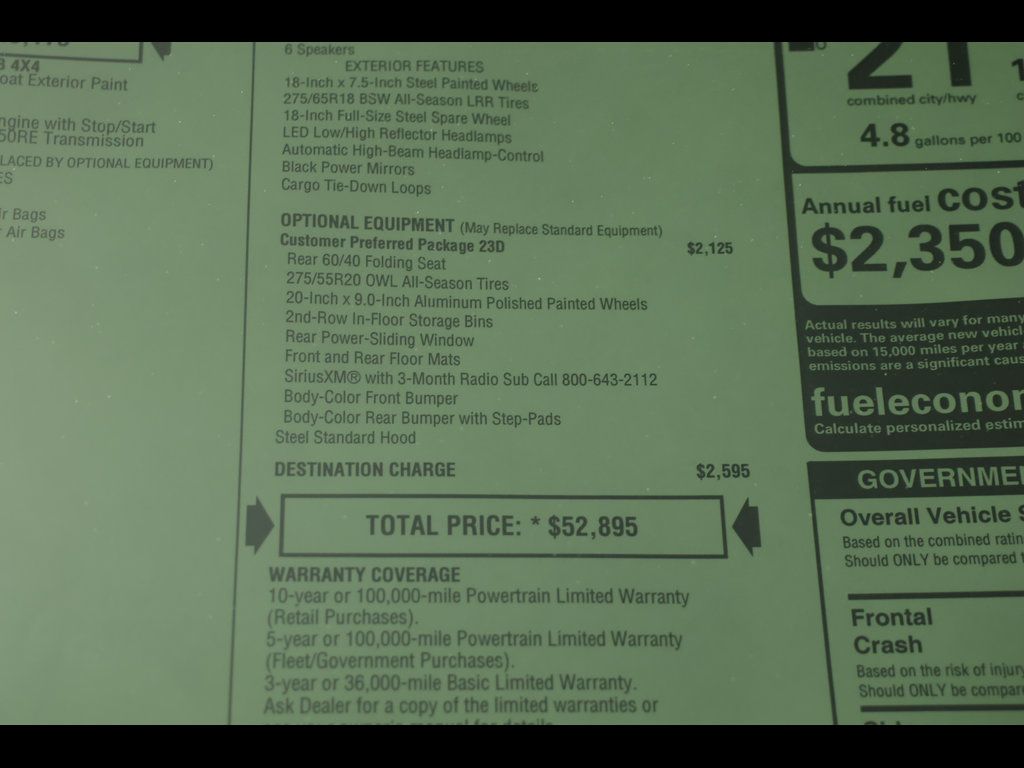 4X4
oat Exterior Paint
ngine with Stop/Start
50RE Transmission
LACED BY OPTIONAL EQUIPMENT)
ES
ir Bags
Air Bags
6 Speakers
EXTERIOR FEATURES
18-Inch x 7.5-Inch Steel Painted Wheels
275/65R18 BSW All-Season LRR Tires
18-Inch Full-Size Steel Spare Wheel
LED Low/High Reflector Headlamps
Automatic High-Beam Headlamp-Control
Black Power Mirrors
Cargo Tie-Down Loops
OPTIONAL EQUIPMENT (May Replace Standard Equipment)
Customer Preferred Package 23D $2,125
Rear 60/40 Folding Seat
275/55R20 OWL All-Season Tires
20-Inch x 9.0-Inch Aluminum Polished Painted Wheels
2nd-Row In-Floor Storage Bins
Rear Power-Sliding Window
Front and Rear Floor Mats
SiriusXM® with 3-Month Radio Sub Call 800-643-2112
Body-Color Front Bumper
Body-Color Rear Bumper with Step-Pads
Steel Standard Hood
DESTINATION CHARGE $2,595
TOTAL PRICE: * $52,895
WARRANTY COVERAGE
10-year or 100,000-mile Powertrain Limited Warranty
(Retail Purchases).
5-year or 100,000-mile Powertrain Limited Warranty
(Fleet/Government Purchases).
3-year or 36,000-mile Basic Limited Warranty.
Ask Dealer for a copy of the limited warranties or
21
combined city/hwy
4.8 gallons per 100
Annual fuel cost
$2,350
Actual results will vary for many
vehicle. The average new vehicl
based on 15,000 miles per year
emissions are a significant caus
fueleconor
Calculate personalized estim
GOVERNMEN
Overall Vehicle S
Based on the combined ratin
Should ONLY be compared t
Frontal
Crash
Based on the risk of injury
Should ONLY be compar